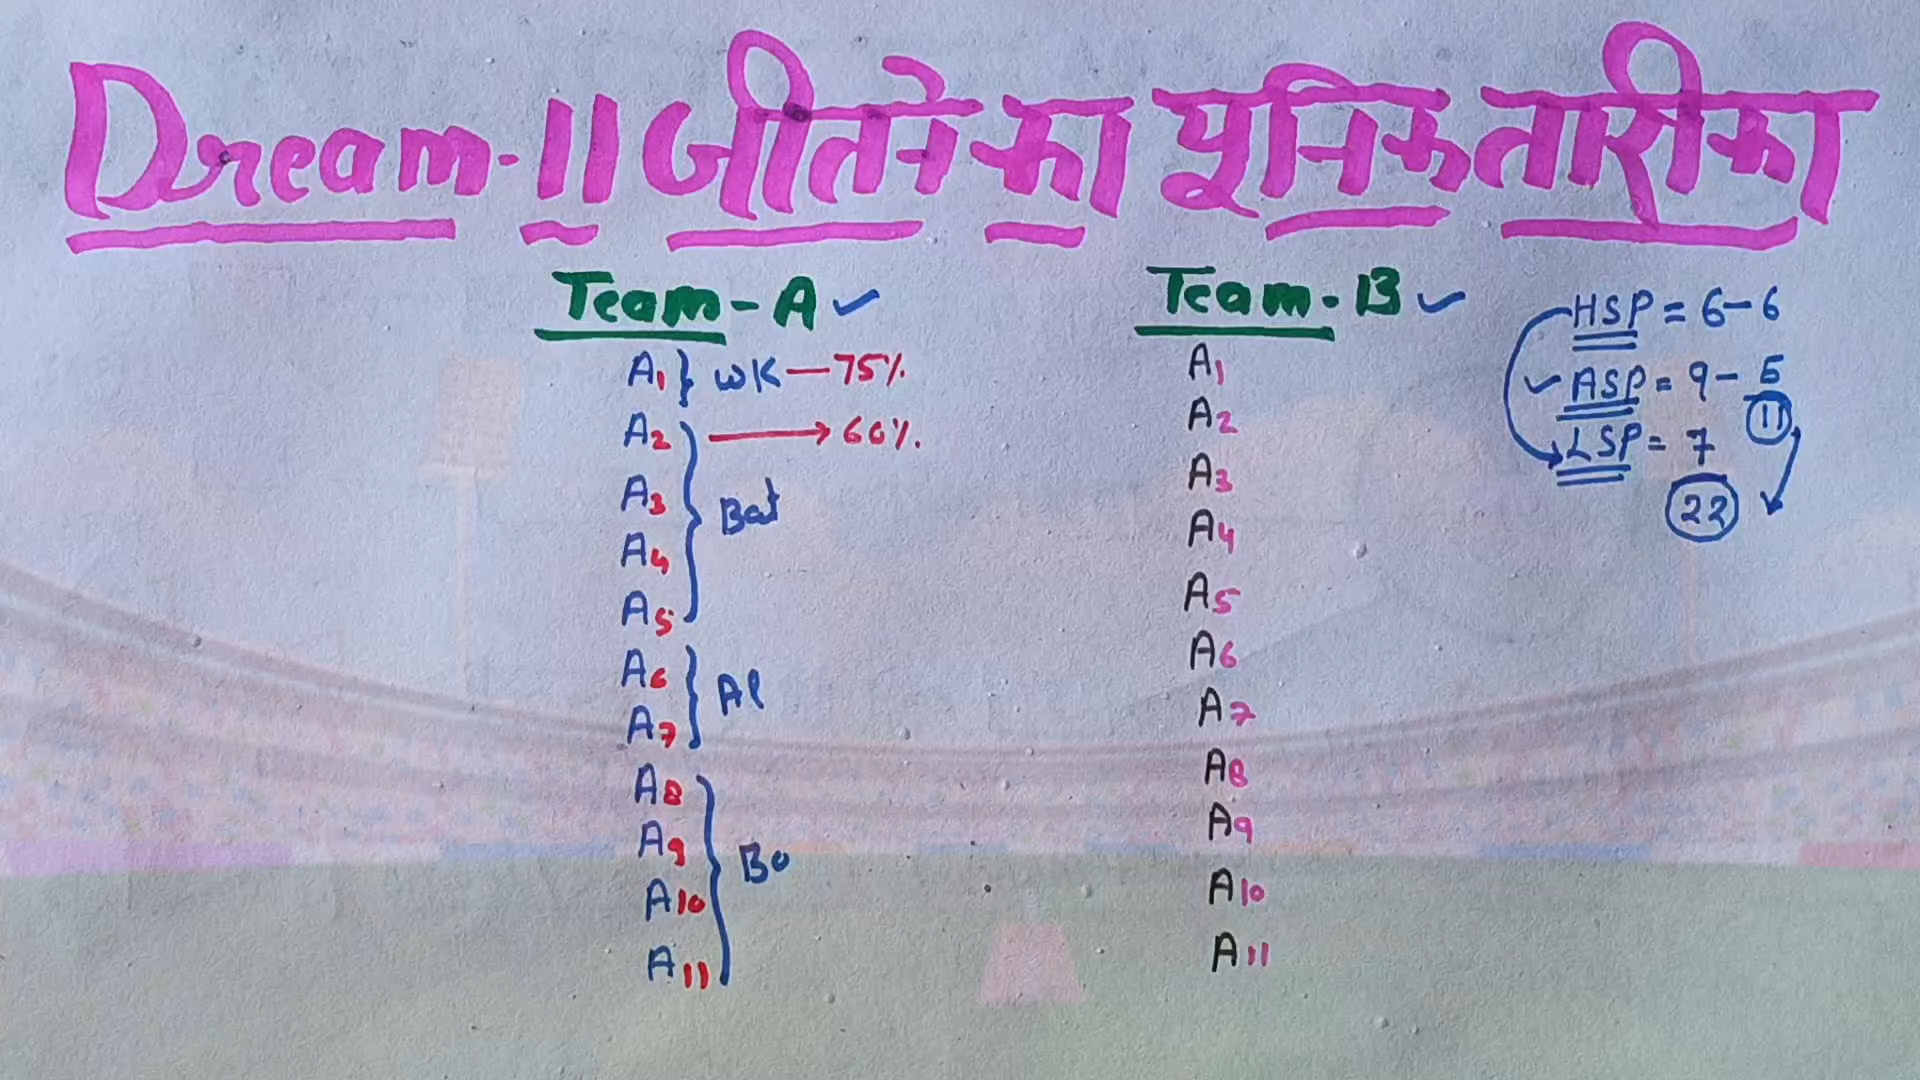 Dream-11 जीतने का यूनिक तारीका
Team-A ✓
A1 } WK — 75%.
A2 → 60%.
A3
Bat
A4
A5
A6
Al
A7
A8
A9
Bo
A10
A11
Team-B ✓
A1
A2
A3
A4
A5
A6
A7
A8
A9
A10
A11
HSP = 6-6
✓ ASP = 9-5
11
LSP = 7
22